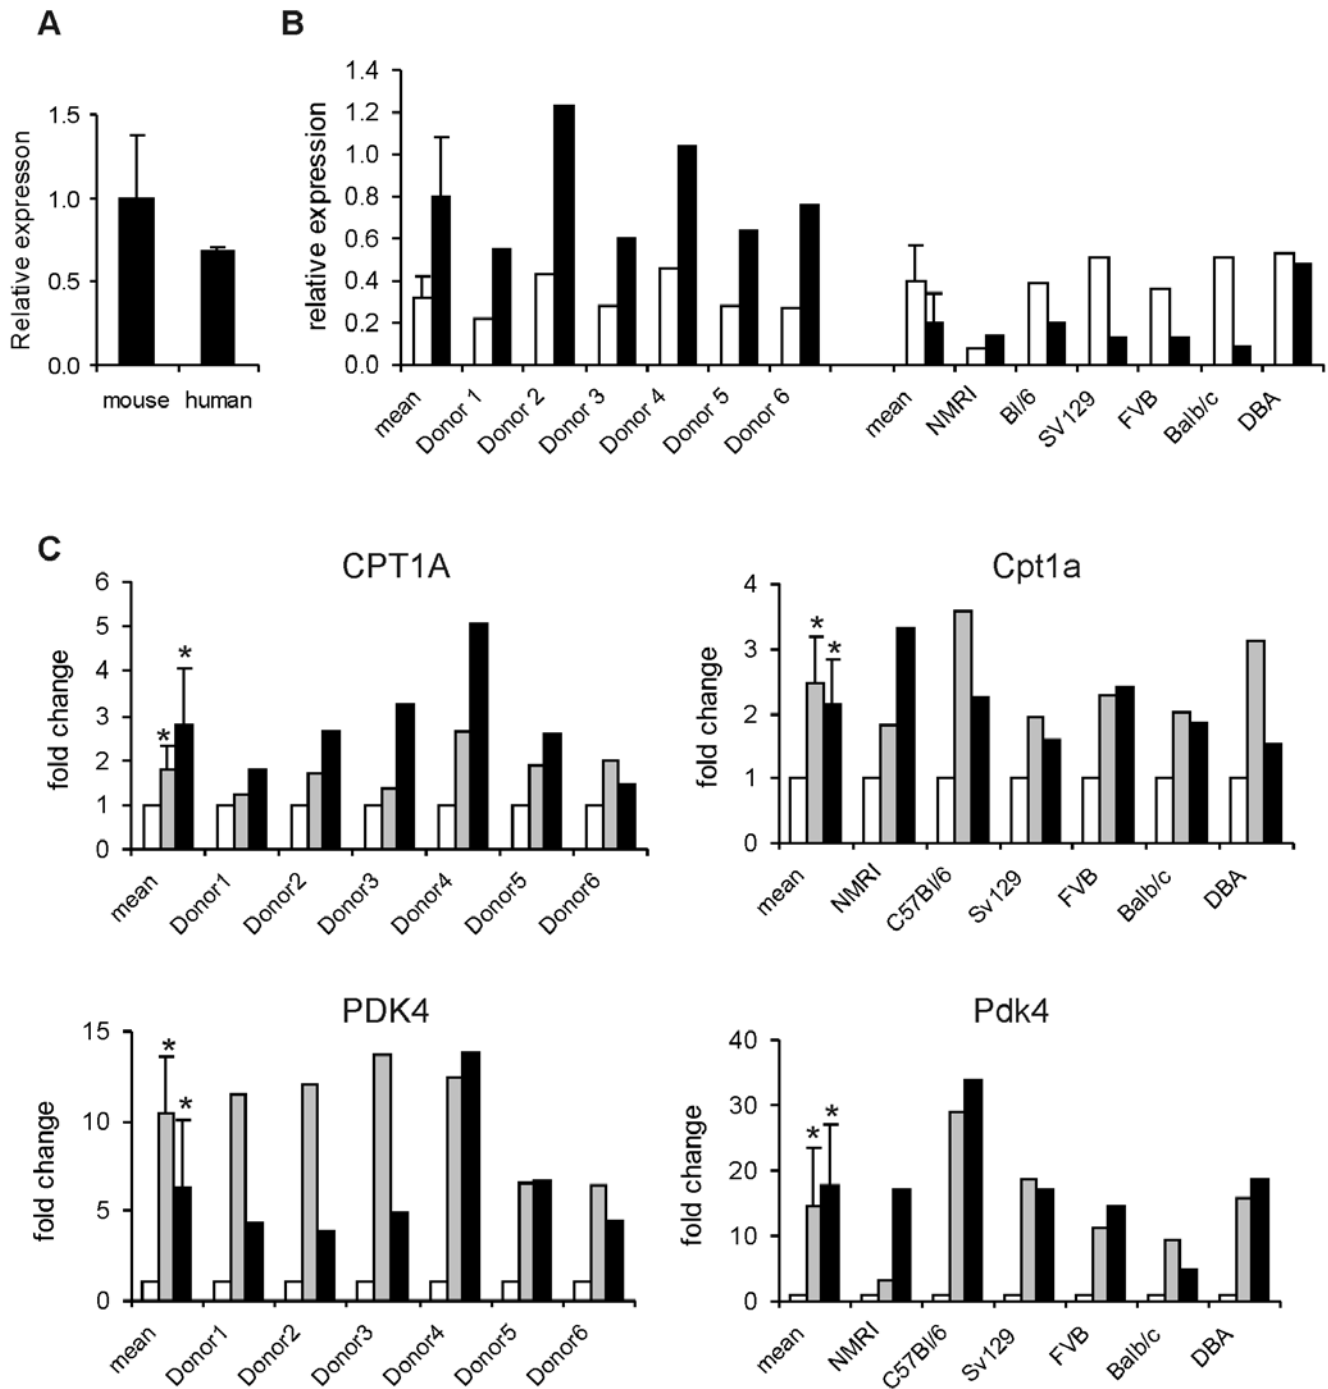 A
B
Relative expresson
1.5
1.0
0.5
0.0
mouse human
relative expression
1.4
1.2
1.0
0.8
0.6
0.4
0.2
0.0
mean Donor 1 Donor 2 Donor 3 Donor 4 Donor 5 Donor 6 mean NMRI Bl/6 SV129 FVB Balb/c DBA
C
CPT1A
fold change
6
5
4
3
2
1
0
* *
mean Donor1 Donor2 Donor3 Donor4 Donor5 Donor6
Cpt1a
fold change
4
3
2
1
0
* *
mean NMRI C57Bl/6 Sv129 FVB Balb/c DBA
PDK4
fold change
15
10
5
0
* *
mean Donor1 Donor2 Donor3 Donor4 Donor5 Donor6
Pdk4
fold change
40
30
20
10
0
* *
mean NMRI C57Bl/6 Sv129 FVB Balb/c DBA